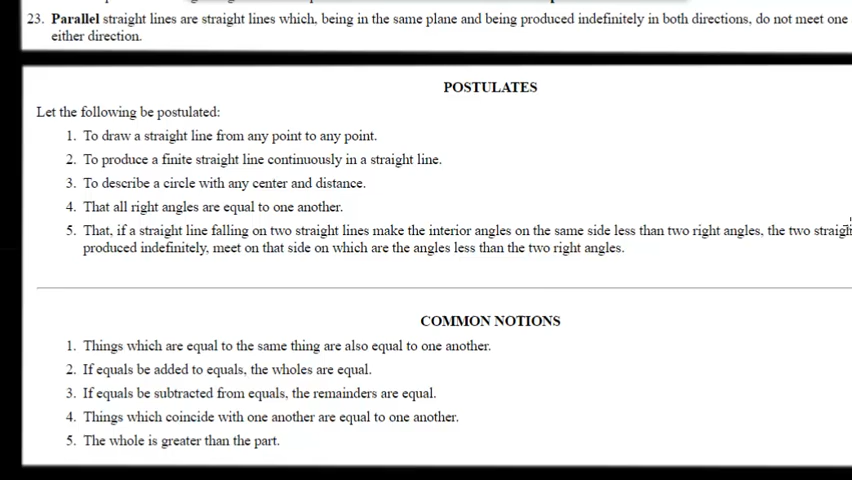 23. Parallel straight lines are straight lines which, being in the same plane and being produced indefinitely in both directions, do not meet one
either direction.
POSTULATES
Let the following be postulated:
1. To draw a straight line from any point to any point.
2. To produce a finite straight line continuously in a straight line.
3. To describe a circle with any center and distance.
4. That all right angles are equal to one another.
5. That, if a straight line falling on two straight lines make the interior angles on the same side less than two right angles, the two
produced indefinitely, meet on that side on which are the angles less than the two right angles.
COMMON NOTIONS
1. Things which are equal to the same thing are also equal to one another.
2. If equals be added to equals, the wholes are equal.
3. If equals be subtracted from equals, the remainders are equal.
4. Things which coincide with one another are equal to one another.
5. The whole is greater than the part.